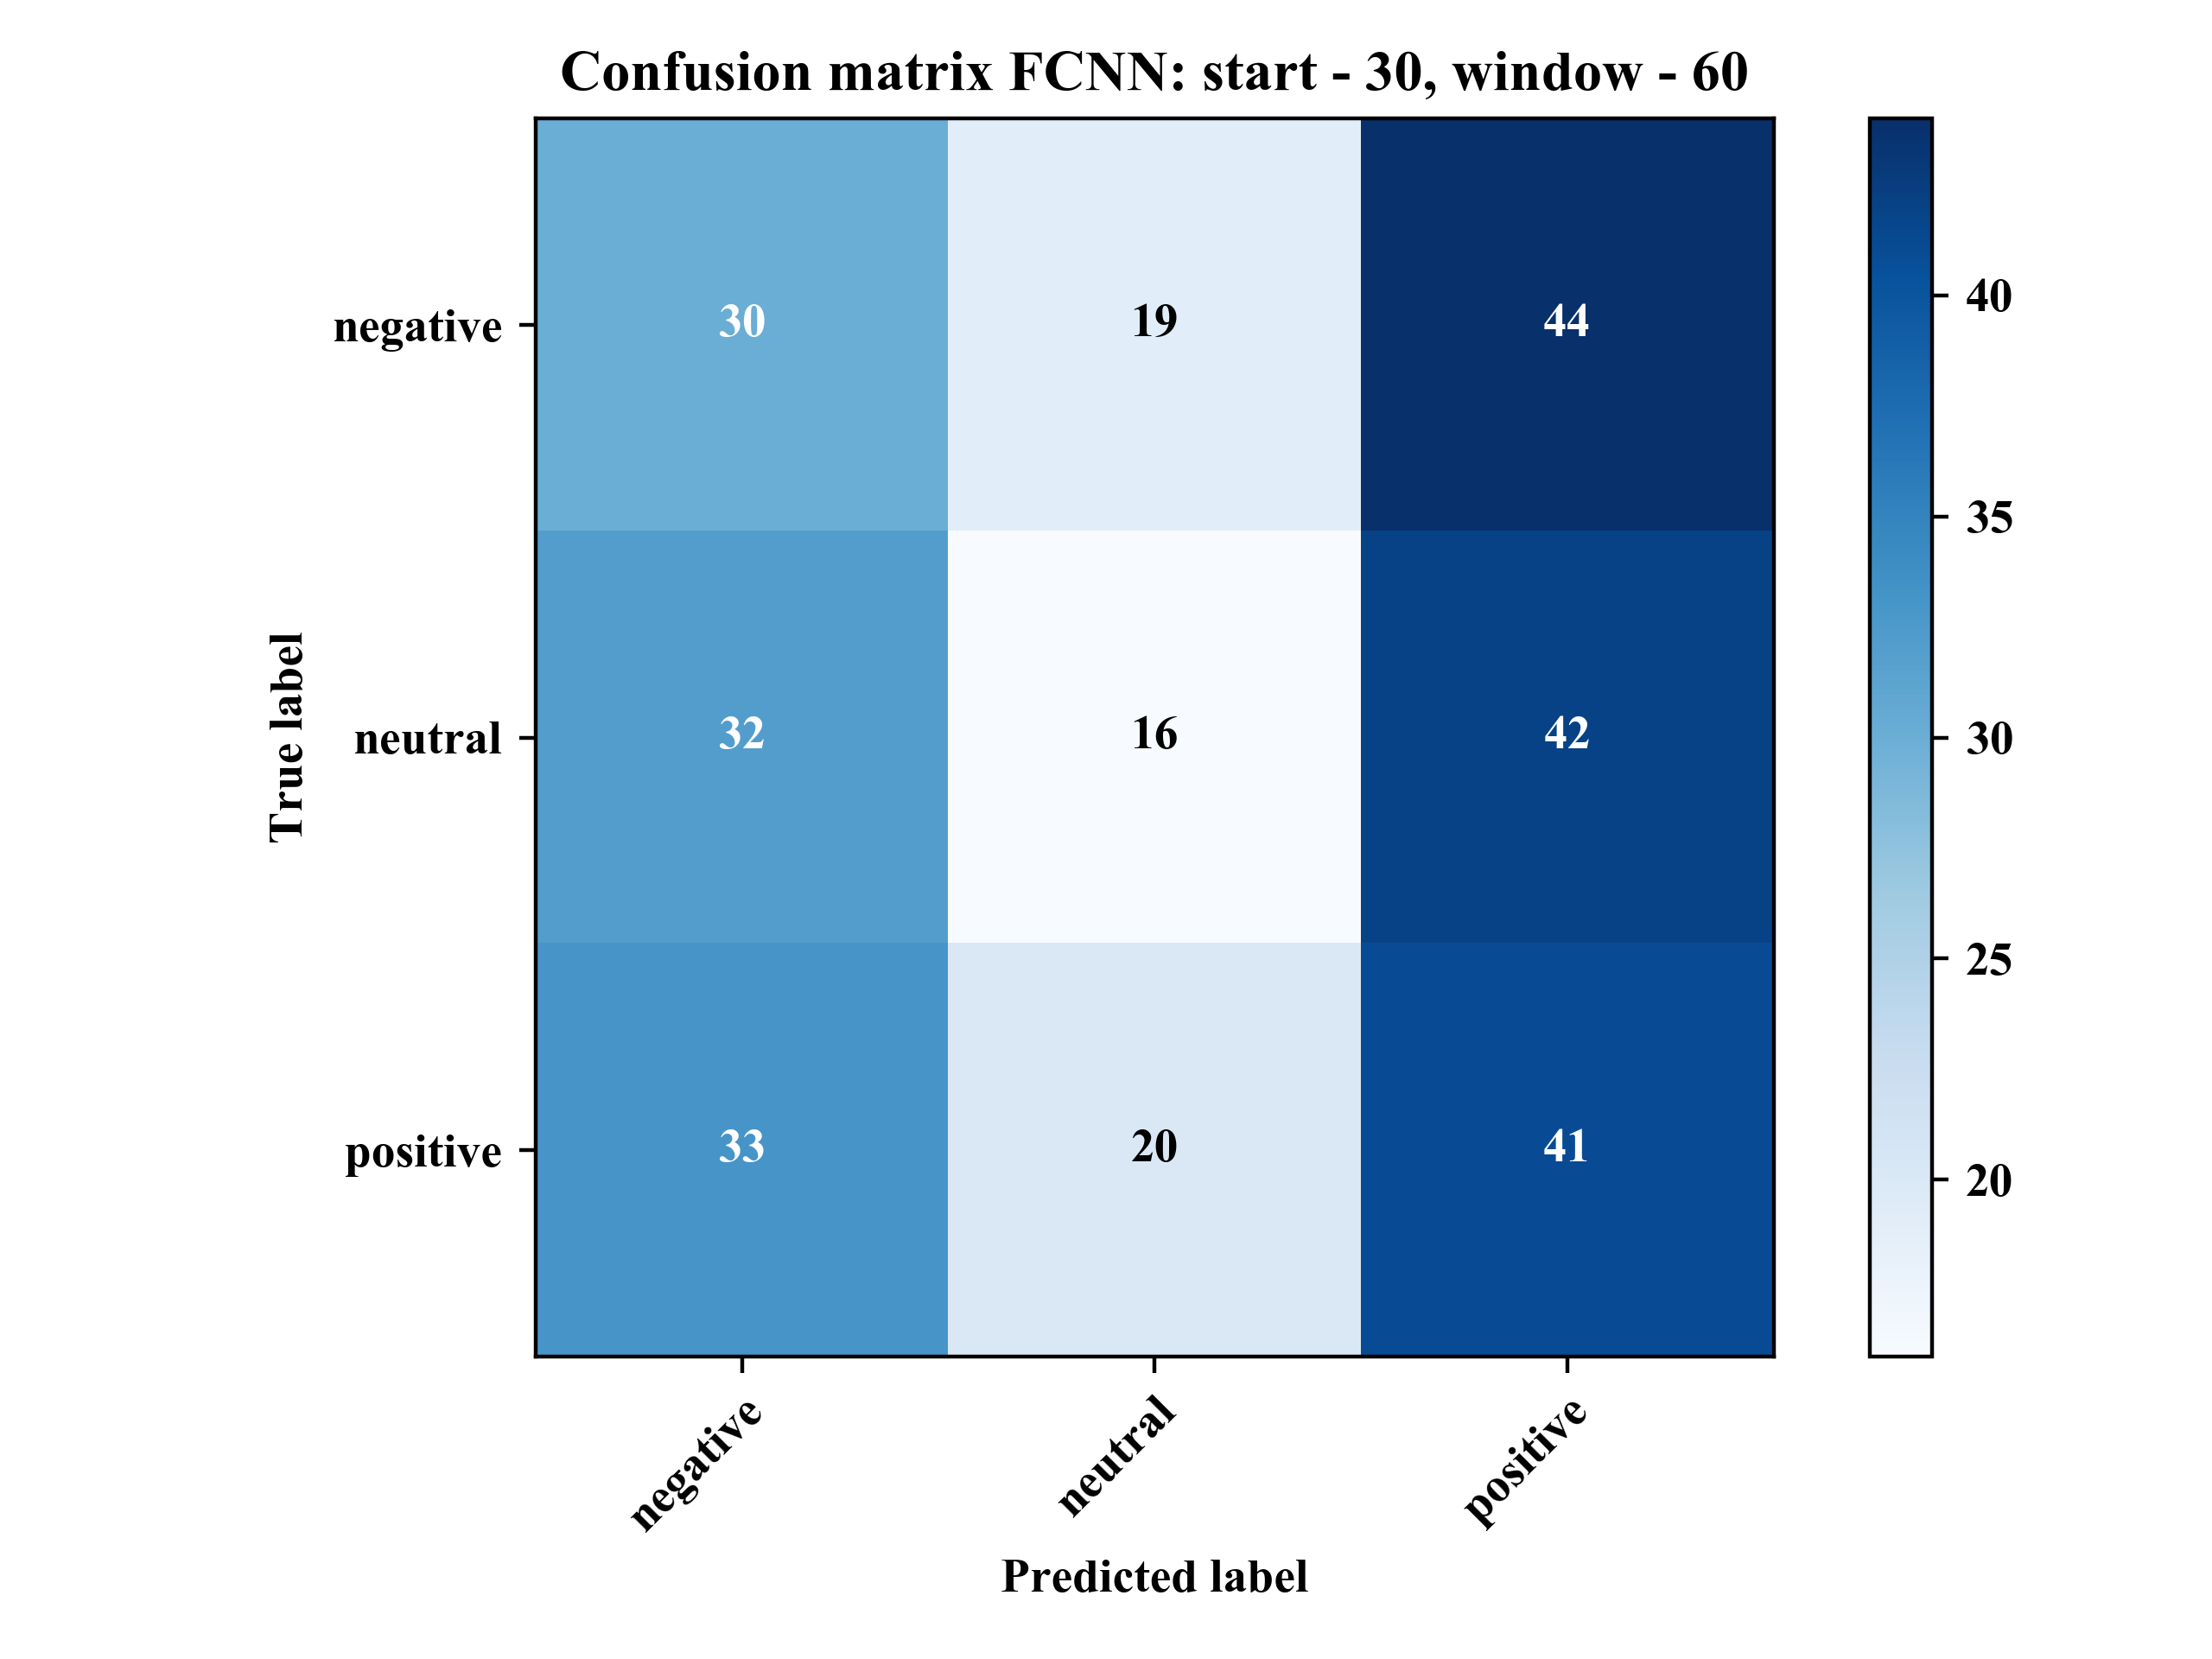 Confusion matrix FCNN: start - 30, window - 60
negative 30 19 44
neutral 32 16 42
positive 33 20 41
True label
negative neutral positive
Predicted label
40
35
30
25
20